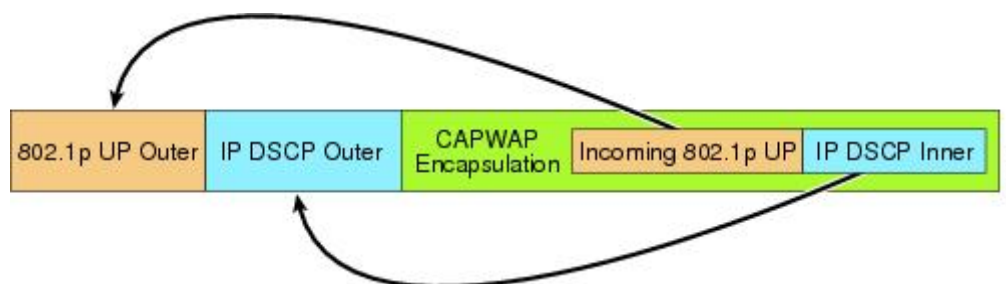 802.1p UP Outer
IP DSCP Outer
CAPWAP
Encapsulation
Incoming 802.1p UP
IP DSCP Inner